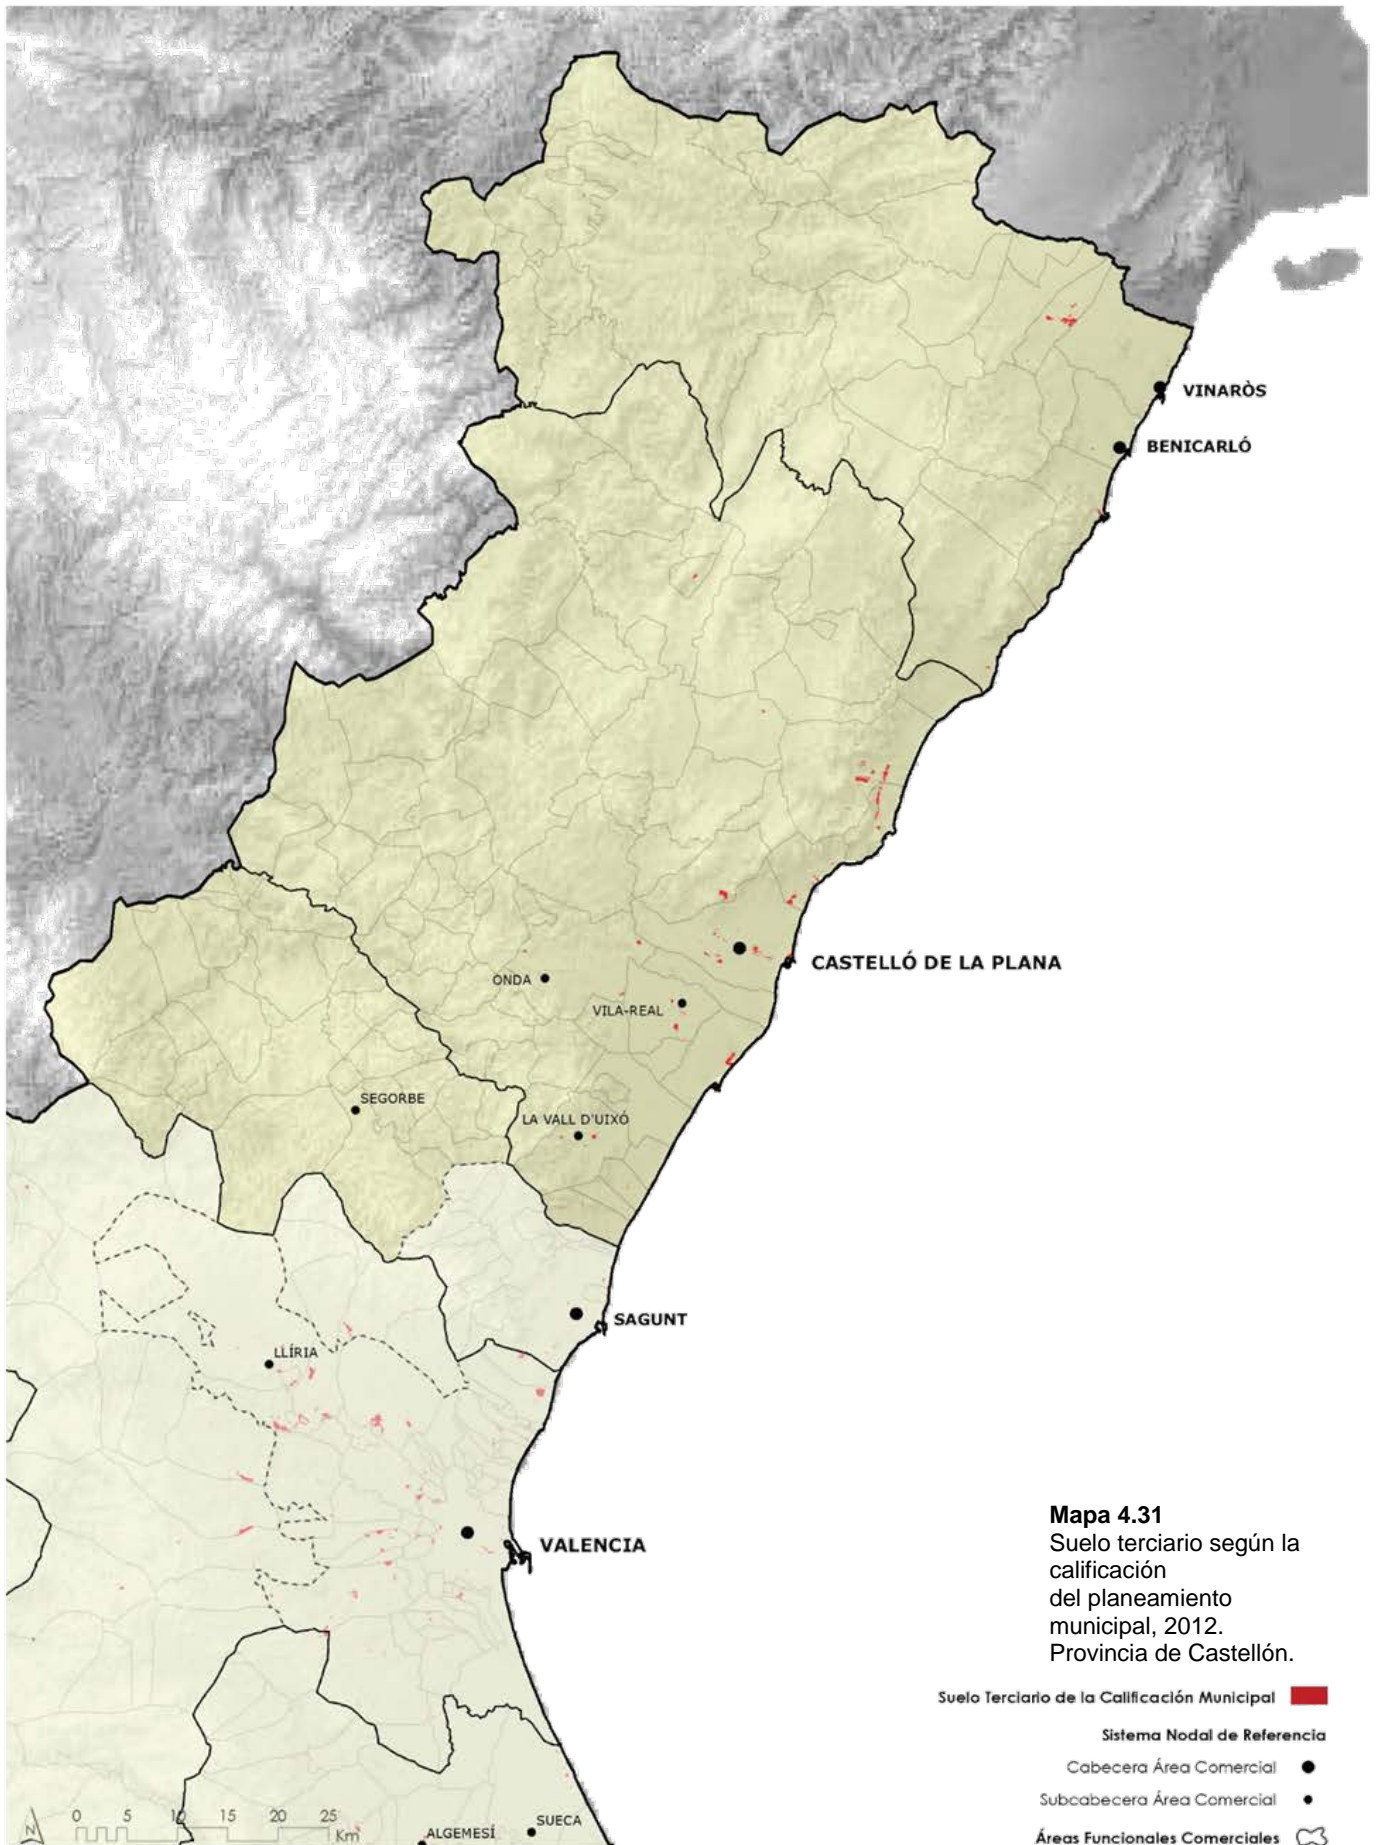 VINARÒS
BENICARLÓ
CASTELLÓ DE LA PLANA
ONDA
VILA-REAL
SEGORBE
LA VALL D'UIXÓ
SAGUNT
LLÍRIA
VALENCIA
Mapa 4.31
Suelo terciario según la
calificación
del planeamiento
municipal, 2012.
Provincia de Castellón.
Suelo Terciario de la Calificación Municipal
Sistema Nodal de Referencia
Cabecera Área Comercial
Subcabecera Área Comercial
Áreas Funcionales Comerciales
N
0 5 10 15 20 25
Km
ALGEMESÍ
SUECA